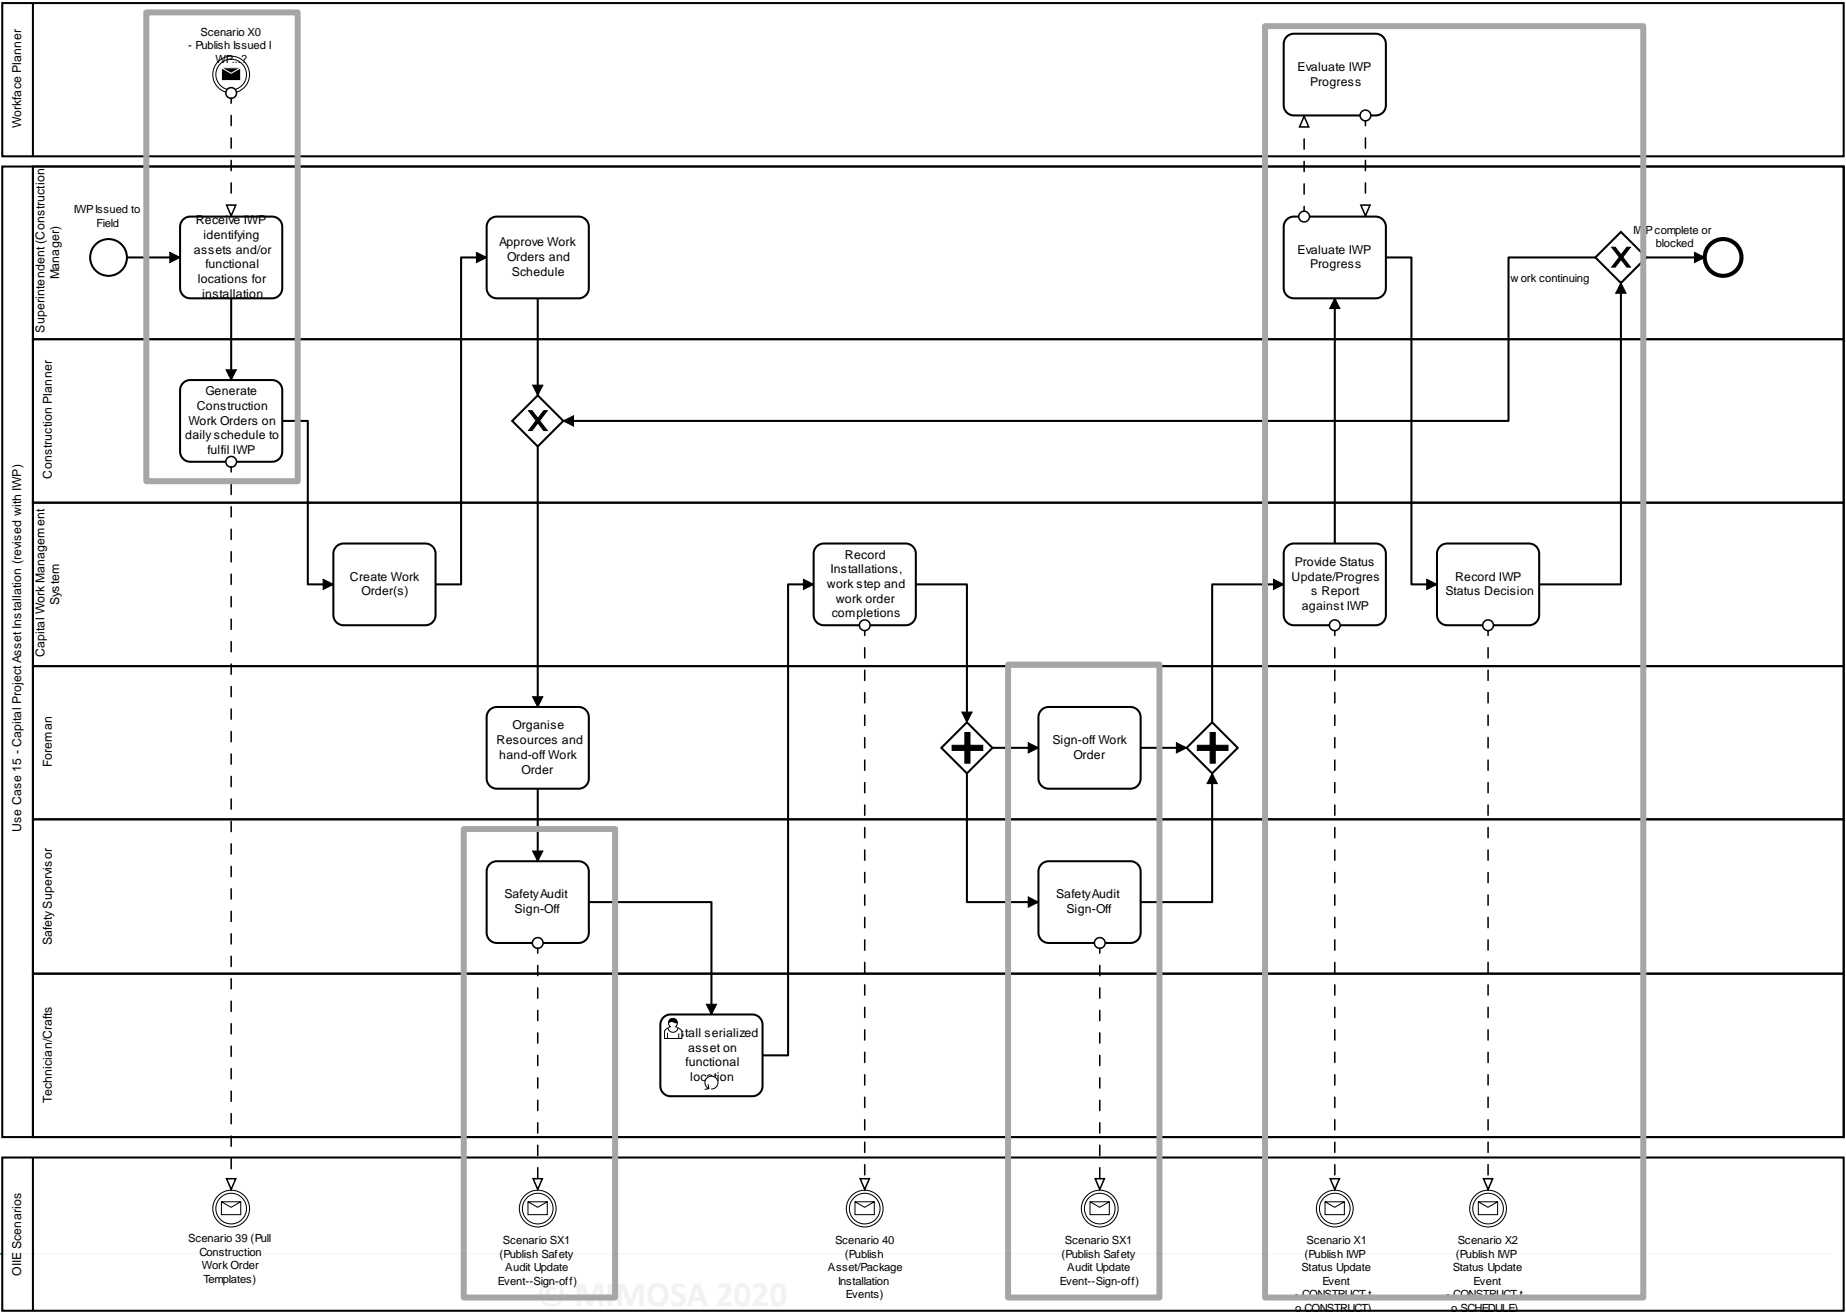 Workface Planner
Scenario X0
- Publish Issued I
WP...?
Evaluate IWP
Progress
Use Case 15 - Capital Project Asset Installation (revised with IWP)
Superintendent (Construction
Manager)
IWP Issued to
Field
Receive IWP
identifying
assets and/or
functional
locations for
installation
Approve Work
Orders and
Schedule
Evaluate IWP
Progress
work continuing
IWP complete or
blocked
Construction Planner
Generate
Construction
Work Orders on
daily schedule to
fulfil IWP
Capital Work Management
System
Create Work
Order(s)
Record
Installations,
work step and
work order
completions
Provide Status
Update/Progres
s Report
against IWP
Record IWP
Status Decision
Foreman
Organise
Resources and
hand-off Work
Order
Sign-off Work
Order
Safety Supervisor
Safety Audit
Sign-Off
Safety Audit
Sign-Off
Technician/Crafts
stall serialized
asset on
functional
location
OIIE Scenarios
Scenario 39 (Pull
Construction
Work Order
Templates)
Scenario SX1
(Publish Safety
Audit Update
Event--Sign-off)
Scenario 40
(Publish
Asset/Package
Installation
Events)
Scenario SX1
(Publish Safety
Audit Update
Event--Sign-off)
Scenario X1
(Publish IWP
Status Update
Event
- CONSTRUCT t
o CONSTRUCT)
Scenario X2
(Publish IWP
Status Update
Event
- CONSTRUCT t
o SCHEDULE)
© MIMOSA 2020